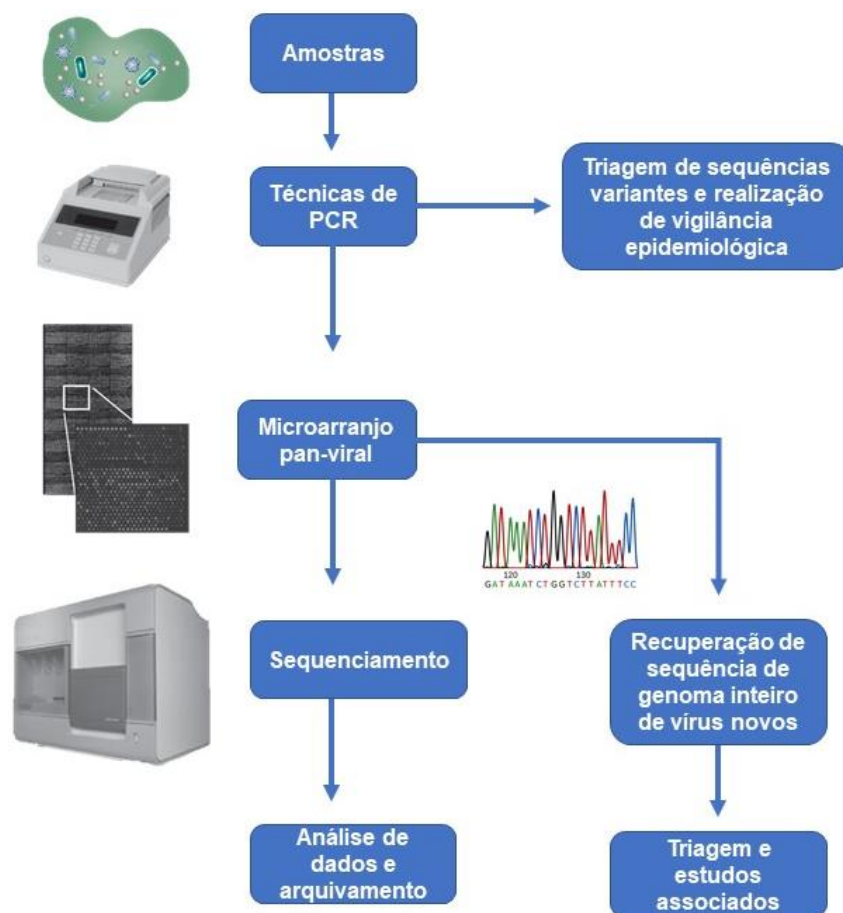 Amostras
Técnicas de
PCR
Triagem de sequências
variantes e realização
de vigilância
epidemiológica
Microarranjo
pan-viral
120 130
GATAAATCTGGTCTTATTTCC
Sequenciamento
Recuperação de
sequência de
genoma inteiro
de vírus novos
Análise de
dados e
arquivamento
Triagem e
estudos
associados